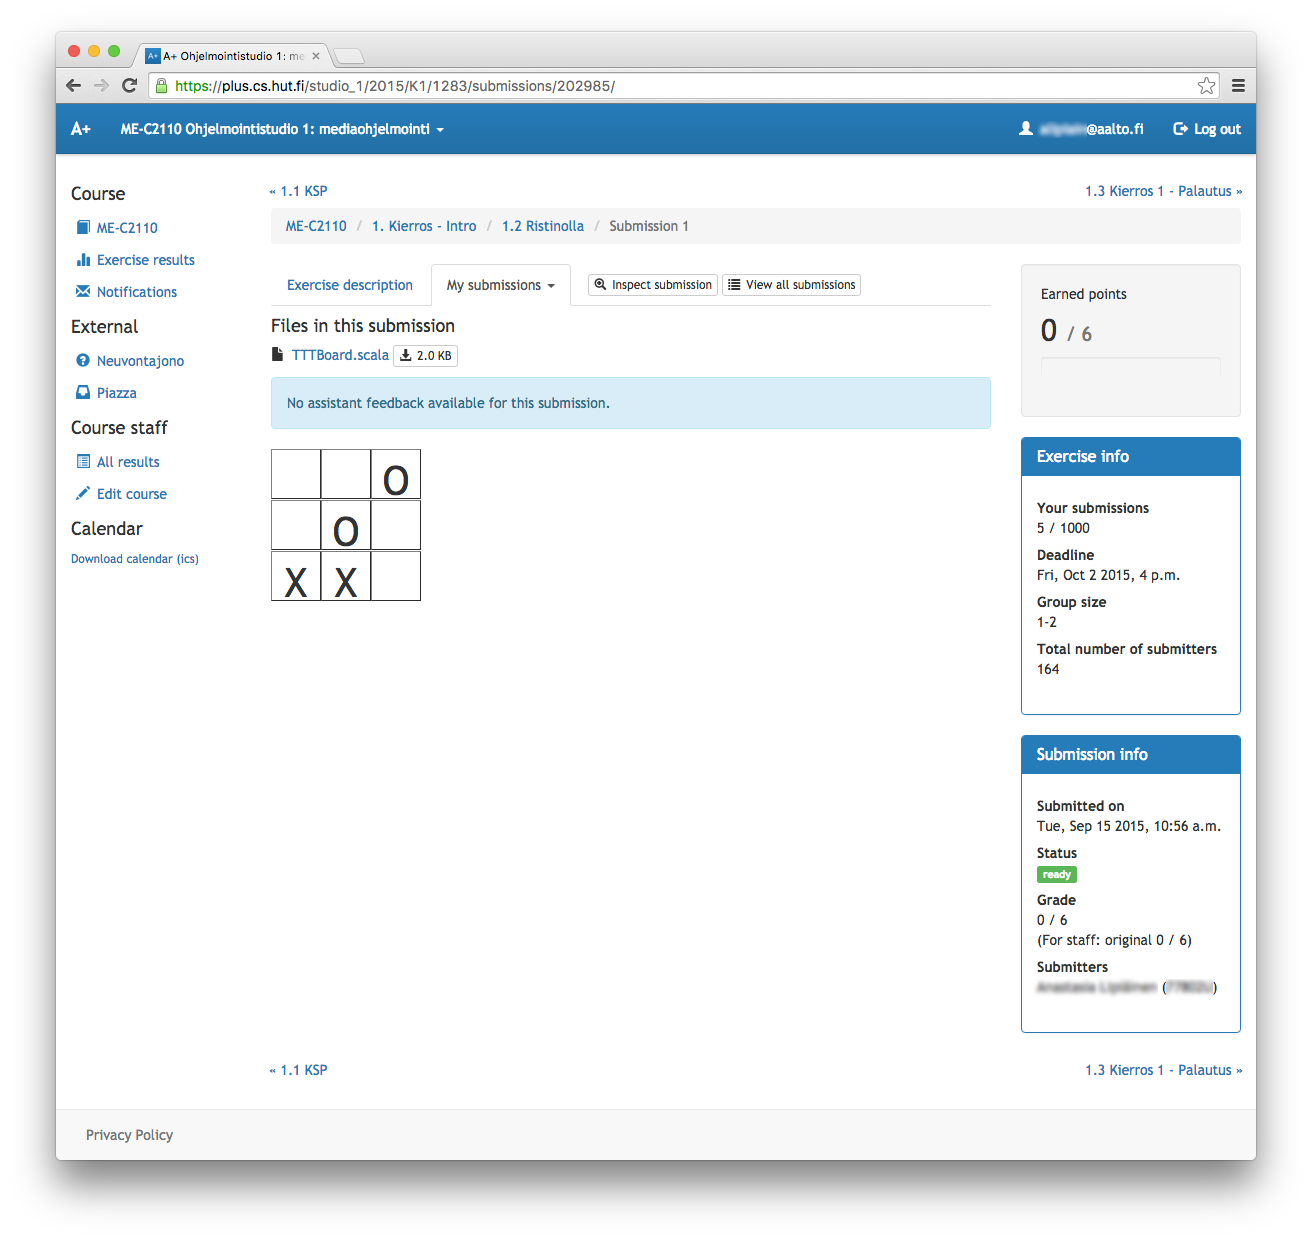 A+ Ohjelmointistudio 1: me
https://plus.cs.hut.fi/studio_1/2015/K1/1283/submissions/202985/
A+ ME-C2110 Ohjelmointistudio 1: mediaohjelmointi @aalto.fi Log out
Course
ME-C2110
Exercise results
Notifications
External
Neuvontajono
Piazza
Course staff
All results
Edit course
Calendar
Download calendar (ics)
« 1.1 KSP 1.3 Kierros 1 - Palautus »
ME-C2110 / 1. Kierros - Intro / 1.2 Ristinolla / Submission 1
Exercise description My submissions Inspect submission View all submissions
Files in this submission
TTTBoard.scala 2.0 KB
No assistant feedback available for this submission.
O
O
X X
Earned points
0 / 6
Exercise info
Your submissions
5 / 1000
Deadline
Fri, Oct 2 2015, 4 p.m.
Group size
1-2
Total number of submitters
164
Submission info
Submitted on
Tue, Sep 15 2015, 10:56 a.m.
Status
ready
Grade
0 / 6
(For staff: original 0 / 6)
Submitters
« 1.1 KSP 1.3 Kierros 1 - Palautus »
Privacy Policy